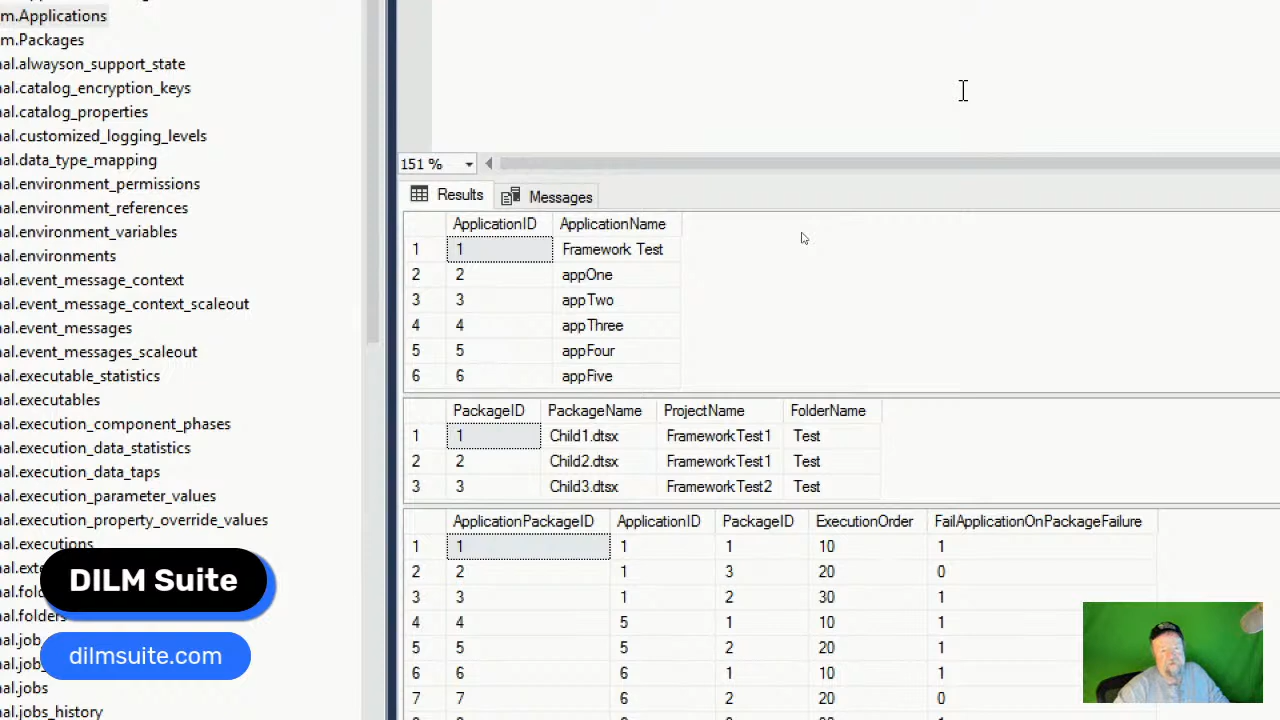 m.Applications
m.Packages
al.alwayson_support_state
al.catalog_encryption_keys
al.catalog_properties
al.customized_logging_levels
al.data_type_mapping
al.environment_permissions
al.environment_references
al.environment_variables
al.environments
al.event_message_context
al.event_message_context_scaleout
al.event_messages
al.event_messages_scaleout
al.executable_statistics
al.executables
al.execution_component_phases
al.execution_data_statistics
al.execution_data_taps
al.execution_parameter_values
al.execution_property_override_values
al.executions
al.job
al.jobs
al.jobs_history
DILM Suite
dilmsuite.com
151 %
Results Messages
ApplicationID ApplicationName
1 1 Framework Test
2 2 appOne
3 3 appTwo
4 4 appThree
5 5 appFour
6 6 appFive
PackageID PackageName ProjectName FolderName
1 1 Child1.dtsx FrameworkTest1 Test
2 2 Child2.dtsx FrameworkTest1 Test
3 3 Child3.dtsx FrameworkTest2 Test
ApplicationPackageID ApplicationID PackageID ExecutionOrder FailApplicationOnPackageFailure
1 1 1 1 10 1
2 2 1 3 20 0
3 3 1 2 30 1
4 4 5 1 10 1
5 5 5 2 20 1
6 6 6 1 10 1
7 7 6 2 20 0